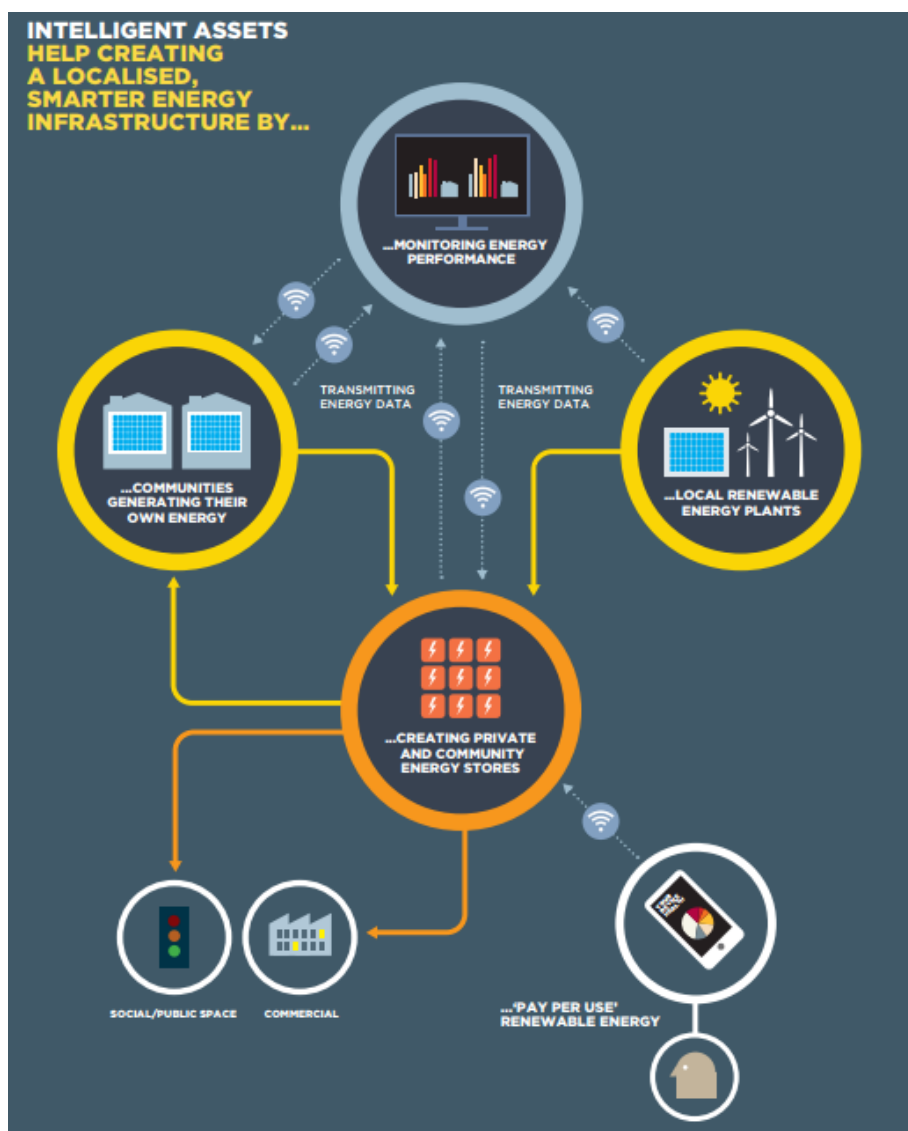 INTELLIGENT ASSETS
HELP CREATING
A LOCALISED,
SMARTER ENERGY
INFRASTRUCTURE BY...
...MONITORING ENERGY
PERFORMANCE
TRANSMITTING
ENERGY DATA
TRANSMITTING
ENERGY DATA
...COMMUNITIES
GENERATING THEIR
OWN ENERGY
...LOCAL RENEWABLE
ENERGY PLANTS
...CREATING PRIVATE
AND COMMUNITY
ENERGY STORES
SOCIAL/PUBLIC SPACE
COMMERCIAL
...‘PAY PER USE’
RENEWABLE ENERGY